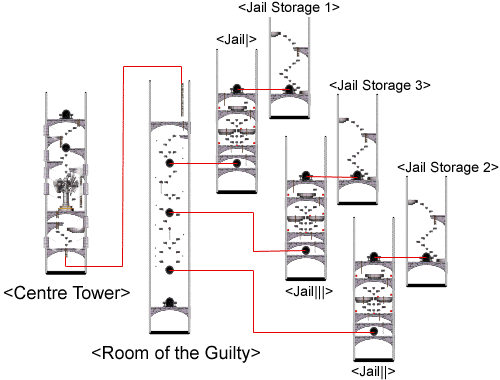 <Jail Storage 1>
<Jail|>
<Jail Storage 3>
<Jail Storage 2>
<Centre Tower>
<Jail|||>
<Room of the Guilty>
<Jail||>